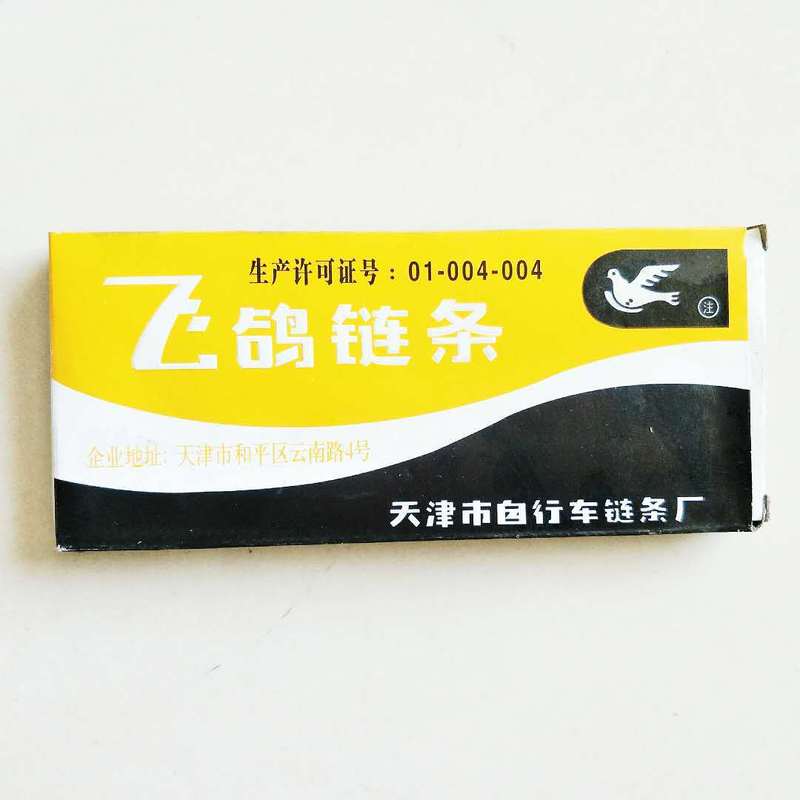 生产许可证号：01-004-004
飞鸽链条
注
企业地址：天津市和平区云南路4号
天津市自行车链条厂